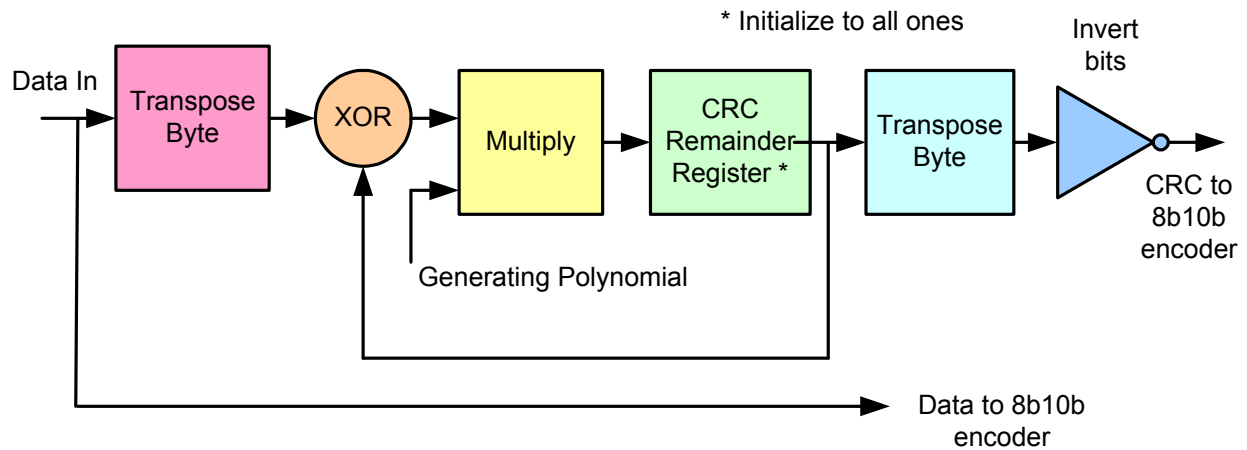 * Initialize to all ones
Invert
bits
Data In
Transpose
Byte
XOR
Multiply
CRC
Remainder
Register *
Transpose
Byte
CRC to
8b10b
encoder
Generating Polynomial
Data to 8b10b
encoder